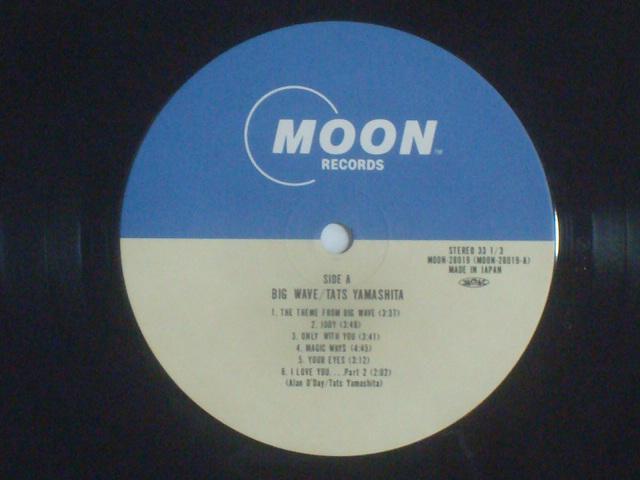 MOON™
RECORDS
STEREO 33 1/3
MOON-28019 (MOON-28019-A)
MADE IN JAPAN
SIDE A
BIG WAVE/TATS YAMASHITA
1. THE THEME FROM BIG WAVE (3:37)
2. JODY (3:48)
3. ONLY WITH YOU (3:41)
4. MAGIC WAYS (4:45)
5. YOUR EYES (3:12)
6. I LOVE YOU....Part 2 (2:02)
(Alan O'Day/Tats Yamashita)